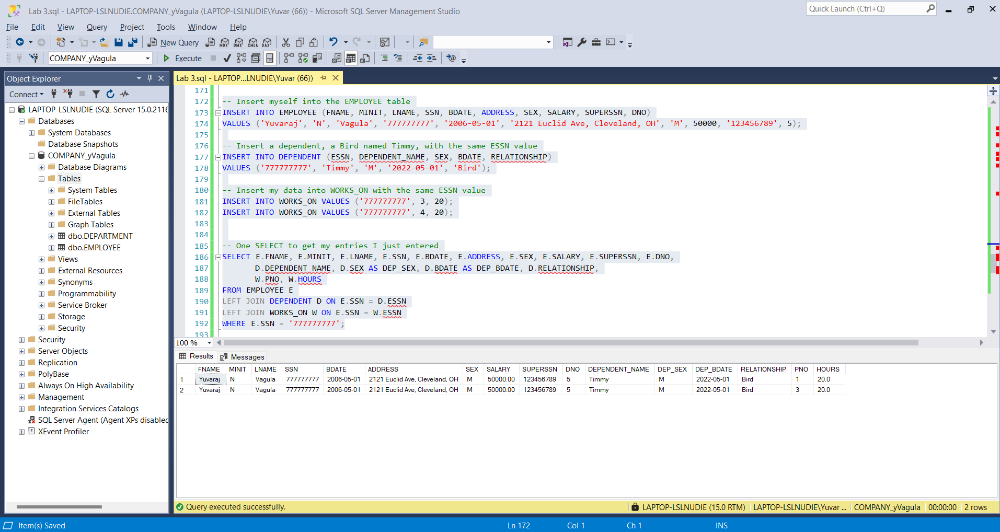 Lab 3.sql - LAPTOP-LSLNUDIE.COMPANY_yVagula (LAPTOP-LSLNUDIE\Yuvar (66)) - Microsoft SQL Server Management Studio
Quick Launch (Ctrl+Q)
File Edit View Query Project Tools Window Help
New Query MDX DMX XMLA DAX
COMPANY_yVagula Execute
Object Explorer
Connect
LAPTOP-LSLNUDIE (SQL Server 15.0.2116
Databases
System Databases
Database Snapshots
COMPANY_yVagula
Database Diagrams
Tables
System Tables
FileTables
External Tables
Graph Tables
dbo.DEPARTMENT
dbo.EMPLOYEE
Views
External Resources
Synonyms
Programmability
Service Broker
Storage
Security
Security
Server Objects
Replication
PolyBase
Always On High Availability
Management
Integration Services Catalogs
SQL Server Agent (Agent XPs disabled
XEvent Profiler
Lab 3.sql - LAPTOP...LNUDIE\Yuvar (66))
171
172 -- Insert myself into the EMPLOYEE table
173 INSERT INTO EMPLOYEE (FNAME, MINIT, LNAME, SSN, BDATE, ADDRESS, SEX, SALARY, SUPERSSN, DNO)
174 VALUES ('Yuvaraj', 'N', 'Vagula', '777777777', '2006-05-01', '2121 Euclid Ave, Cleveland, OH', 'M', 50000, '123456789', 5);
175
176 -- Insert a dependent, a Bird named Timmy, with the same ESSN value
177 INSERT INTO DEPENDENT (ESSN, DEPENDENT_NAME, SEX, BDATE, RELATIONSHIP)
178 VALUES ('777777777', 'Timmy', 'M', '2022-05-01', 'Bird');
179
180 -- Insert my data into WORKS_ON with the same ESSN value
181 INSERT INTO WORKS_ON VALUES ('777777777', 3, 20);
182 INSERT INTO WORKS_ON VALUES ('777777777', 4, 20);
183
184
185 -- One SELECT to get my entries I just entered
186 SELECT E.FNAME, E.MINIT, E.LNAME, E.SSN, E.BDATE, E.ADDRESS, E.SEX, E.SALARY, E.SUPERSSN, E.DNO,
187 D.DEPENDENT_NAME, D.SEX AS DEP_SEX, D.BDATE AS DEP_BDATE, D.RELATIONSHIP,
188 W.PNO, W.HOURS
189 FROM EMPLOYEE E
190 LEFT JOIN DEPENDENT D ON E.SSN = D.ESSN
191 LEFT JOIN WORKS_ON W ON E.SSN = W.ESSN
192 WHERE E.SSN = '777777777';
193
100 %
Results Messages
FNAME MINIT LNAME SSN BDATE ADDRESS SEX SALARY SUPERSSN DNO DEPENDENT_NAME DEP_SEX DEP_BDATE RELATIONSHIP PNO HOURS
1 Yuvaraj N Vagula 777777777 2006-05-01 2121 Euclid Ave, Cleveland, OH M 50000.00 123456789 5 Timmy M 2022-05-01 Bird 1 20.0
2 Yuvaraj N Vagula 777777777 2006-05-01 2121 Euclid Ave, Cleveland, OH M 50000.00 123456789 5 Timmy M 2022-05-01 Bird 3 20.0
Query executed successfully. LAPTOP-LSLNUDIE (15.0 RTM) LAPTOP-LSLNUDIE\Yuvar ... COMPANY_yVagula 00:00:00 2 rows
Item(s) Saved Ln 172 Col 1 Ch 1 INS